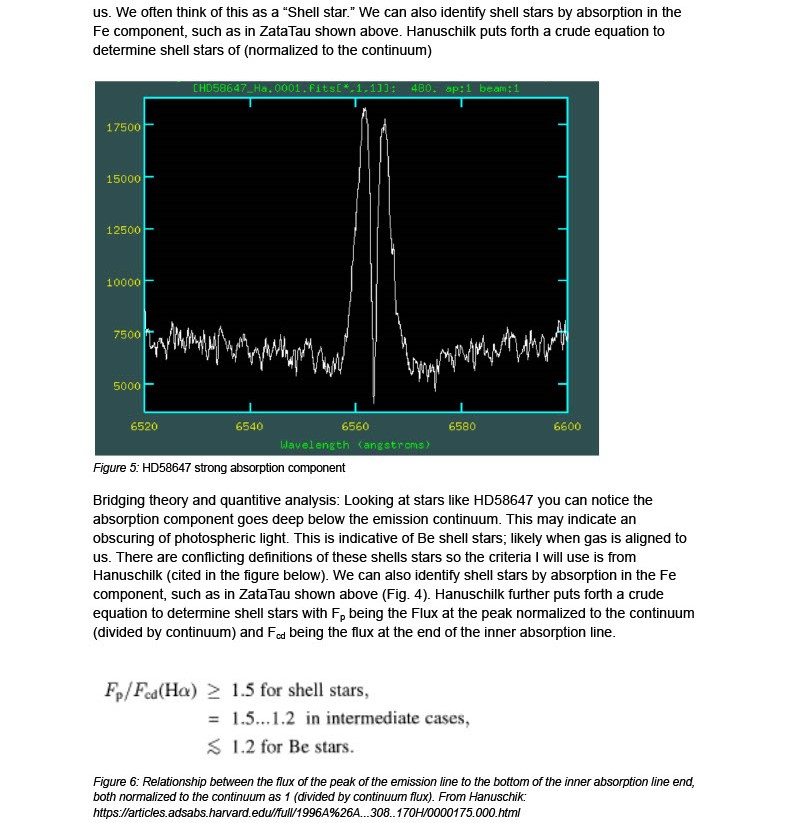 us. We often think of this as a “Shell star.” We can also identify shell stars by absorption in the
Fe component, such as in ZataTau shown above. Hanuschilk puts forth a crude equation to
determine shell stars of (normalized to the continuum)
[HD58647_Ha.0001.fits[*,1,1]]: 480. ap:1 beam:1
17500
15000
12500
10000
7500
5000
6520 6540 6560 6580 6600
Wavelength (angstroms)
Figure 5: HD58647 strong absorption component
Bridging theory and quantitive analysis: Looking at stars like HD58647 you can notice the
absorption component goes deep below the emission continuum. This may indicate an
obscuring of photospheric light. This is indicative of Be shell stars; likely when gas is aligned to
us. There are conflicting definitions of these shells stars so the criteria I will use is from
Hanuschilk (cited in the figure below). We can also identify shell stars by absorption in the Fe
component, such as in ZataTau shown above (Fig. 4). Hanuschilk further puts forth a crude
equation to determine shell stars with Fp being the Flux at the peak normalized to the continuum
(divided by continuum) and Fcd being the flux at the end of the inner absorption line.
Fp/Fcd(Hα) ≥ 1.5 for shell stars,
= 1.5...1.2 in intermediate cases,
≲ 1.2 for Be stars.
Figure 6: Relationship between the flux of the peak of the emission line to the bottom of the inner absorption line end,
both normalized to the continuum as 1 (divided by continuum flux). From Hanuschik:
https://articles.adsabs.harvard.edu//full/1996A%26A...308..170H/0000175.000.html